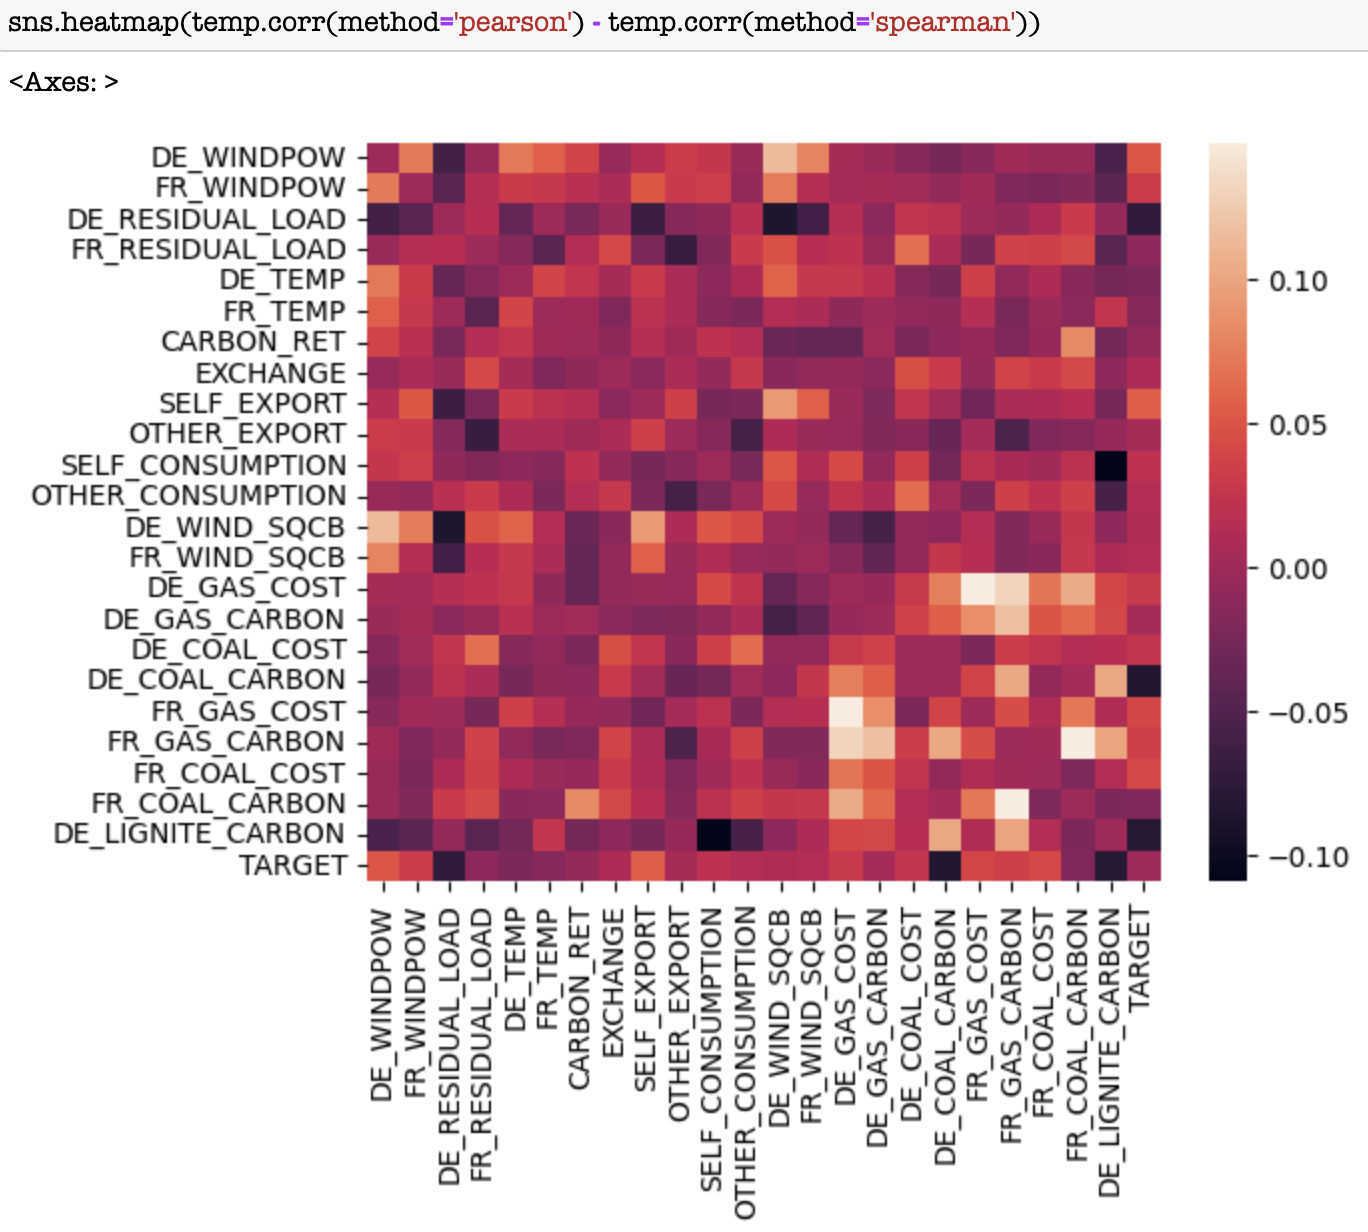 sns.heatmap(temp.corr(method='pearson') - temp.corr(method='spearman'))
<Axes: >
DE_WINDPOW
FR_WINDPOW
DE_RESIDUAL_LOAD
FR_RESIDUAL_LOAD
DE_TEMP
FR_TEMP
CARBON_RET
EXCHANGE
SELF_EXPORT
OTHER_EXPORT
SELF_CONSUMPTION
OTHER_CONSUMPTION
DE_WIND_SQCB
FR_WIND_SQCB
DE_GAS_COST
DE_GAS_CARBON
DE_COAL_COST
DE_COAL_CARBON
FR_GAS_COST
FR_GAS_CARBON
FR_COAL_COST
FR_COAL_CARBON
DE_LIGNITE_CARBON
TARGET
DE_WINDPOW
FR_WINDPOW
DE_RESIDUAL_LOAD
FR_RESIDUAL_LOAD
DE_TEMP
FR_TEMP
CARBON_RET
EXCHANGE
SELF_EXPORT
OTHER_EXPORT
SELF_CONSUMPTION
OTHER_CONSUMPTION
DE_WIND_SQCB
FR_WIND_SQCB
DE_GAS_COST
DE_GAS_CARBON
DE_COAL_COST
DE_COAL_CARBON
FR_GAS_COST
FR_GAS_CARBON
FR_COAL_COST
FR_COAL_CARBON
DE_LIGNITE_CARBON
TARGET
0.10
0.05
0.00
−0.05
−0.10